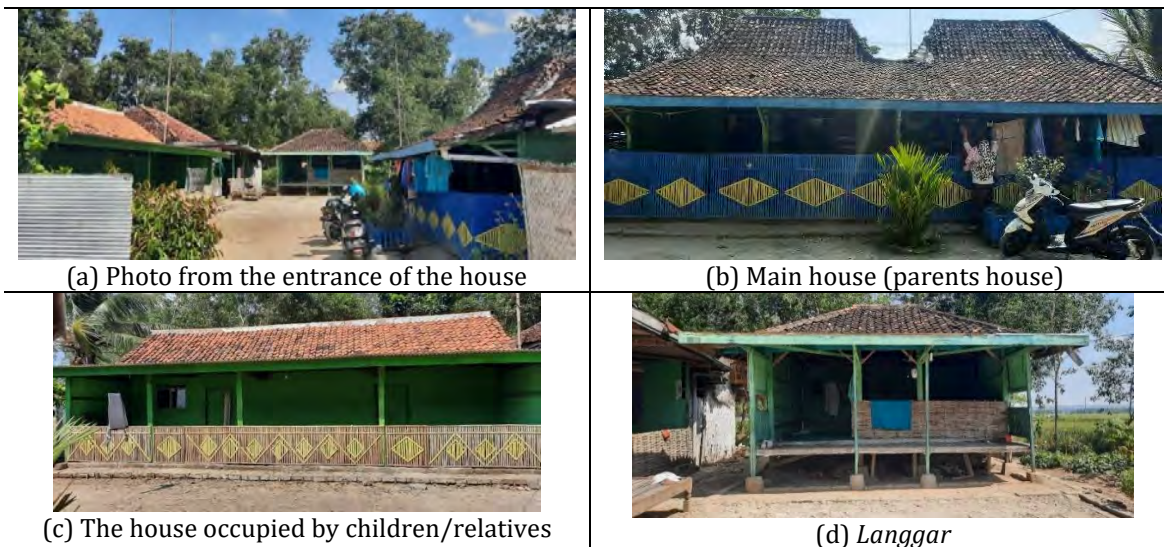 (a) Photo from the entrance of the house
(b) Main house (parents house)
(c) The house occupied by children/relatives
(d) Langgar